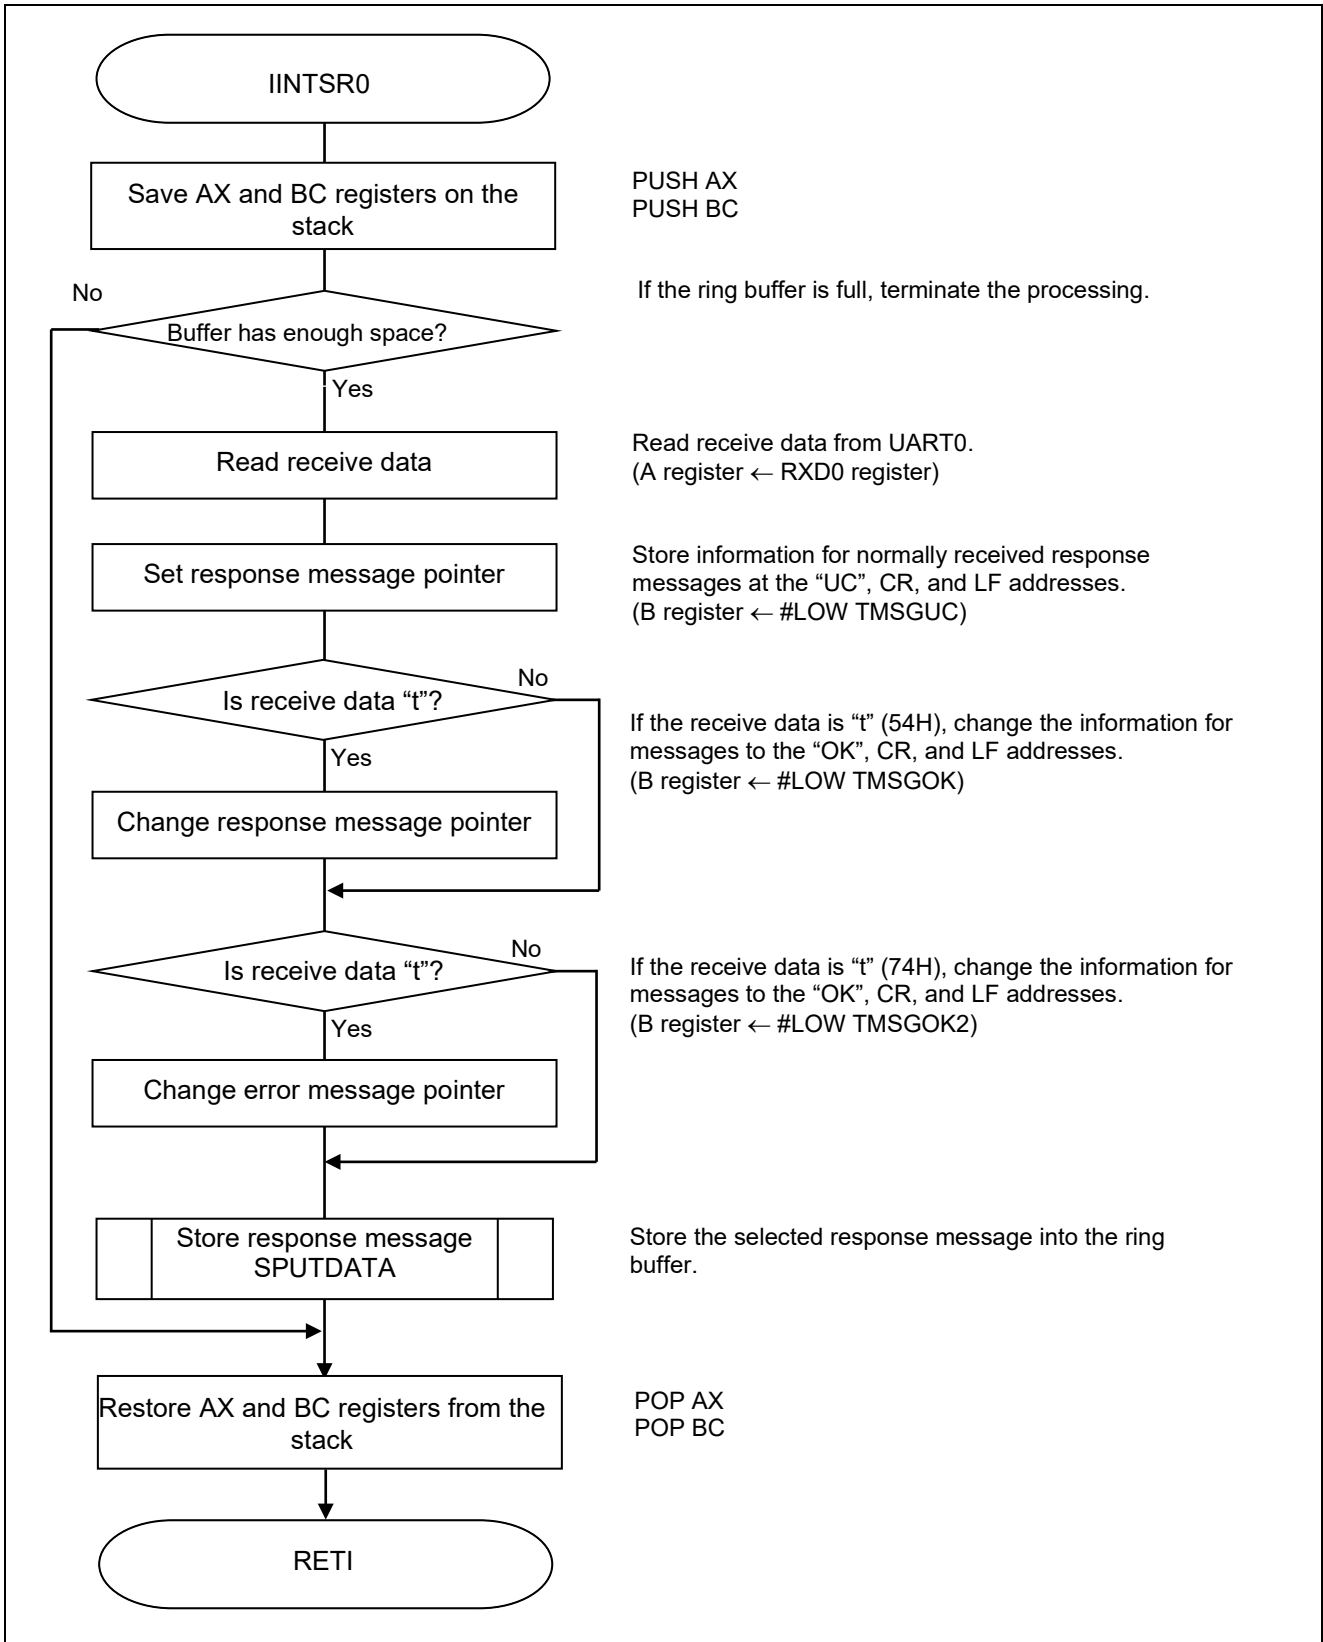 IINTSR0
Save AX and BC registers on the
stack
PUSH AX
PUSH BC
No
If the ring buffer is full, terminate the processing.
Buffer has enough space?
Yes
Read receive data
Read receive data from UART0.
(A register ← RXD0 register)
Set response message pointer
Store information for normally received response
messages at the “UC”, CR, and LF addresses.
(B register ← #LOW TMSGUC)
No
Is receive data “t”?
Yes
If the receive data is “t” (54H), change the information for
messages to the “OK”, CR, and LF addresses.
(B register ← #LOW TMSGOK)
Change response message pointer
No
Is receive data “t”?
Yes
If the receive data is “t” (74H), change the information for
messages to the “OK”, CR, and LF addresses.
(B register ← #LOW TMSGOK2)
Change error message pointer
Store response message
SPUTDATA
Store the selected response message into the ring
buffer.
Restore AX and BC registers from the
stack
POP AX
POP BC
RETI